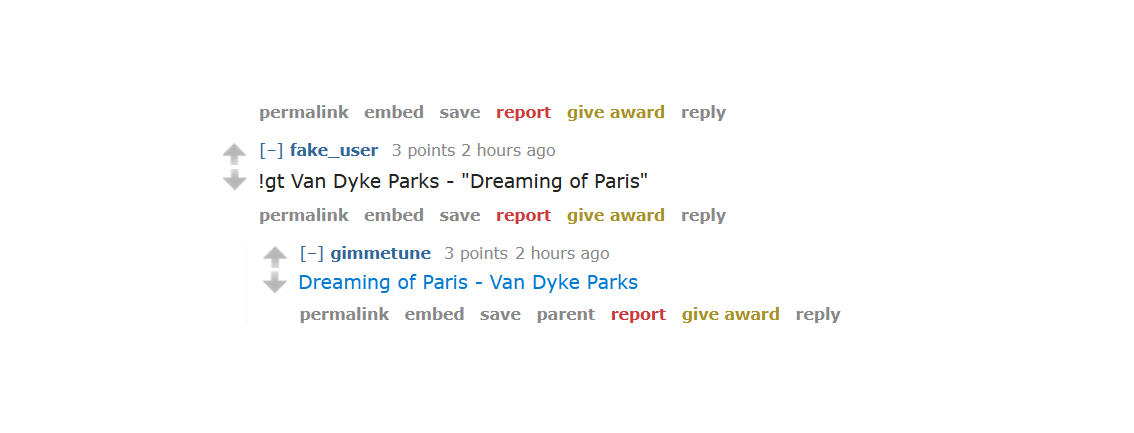 permalink embed save report give award reply
[–] fake_user 3 points 2 hours ago
!gt Van Dyke Parks - "Dreaming of Paris"
permalink embed save report give award reply
[–] gimmetune 3 points 2 hours ago
Dreaming of Paris - Van Dyke Parks
permalink embed save parent report give award reply